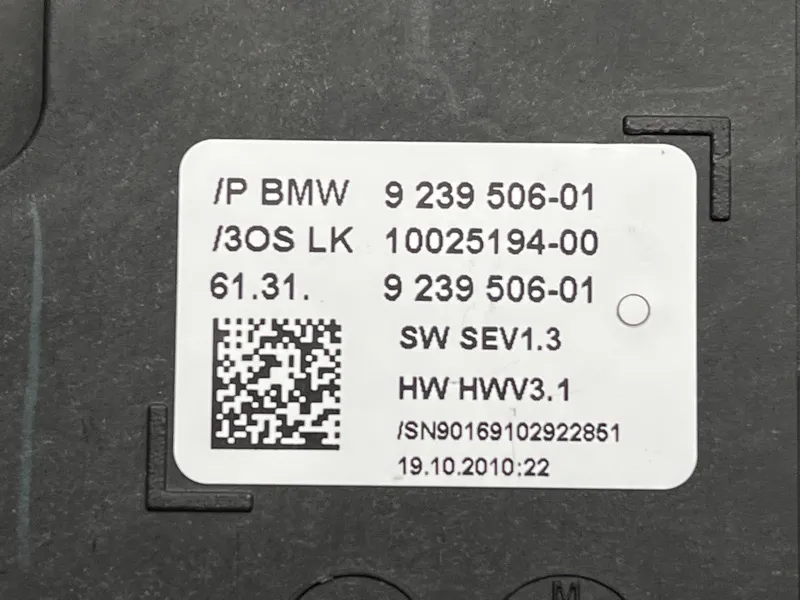 /P BMW 9 239 506-01
/3OS LK 10025194-00
61.31. 9 239 506-01
SW SEV1.3
HW HWV3.1
/SN90169102922851
19.10.2010:22
M